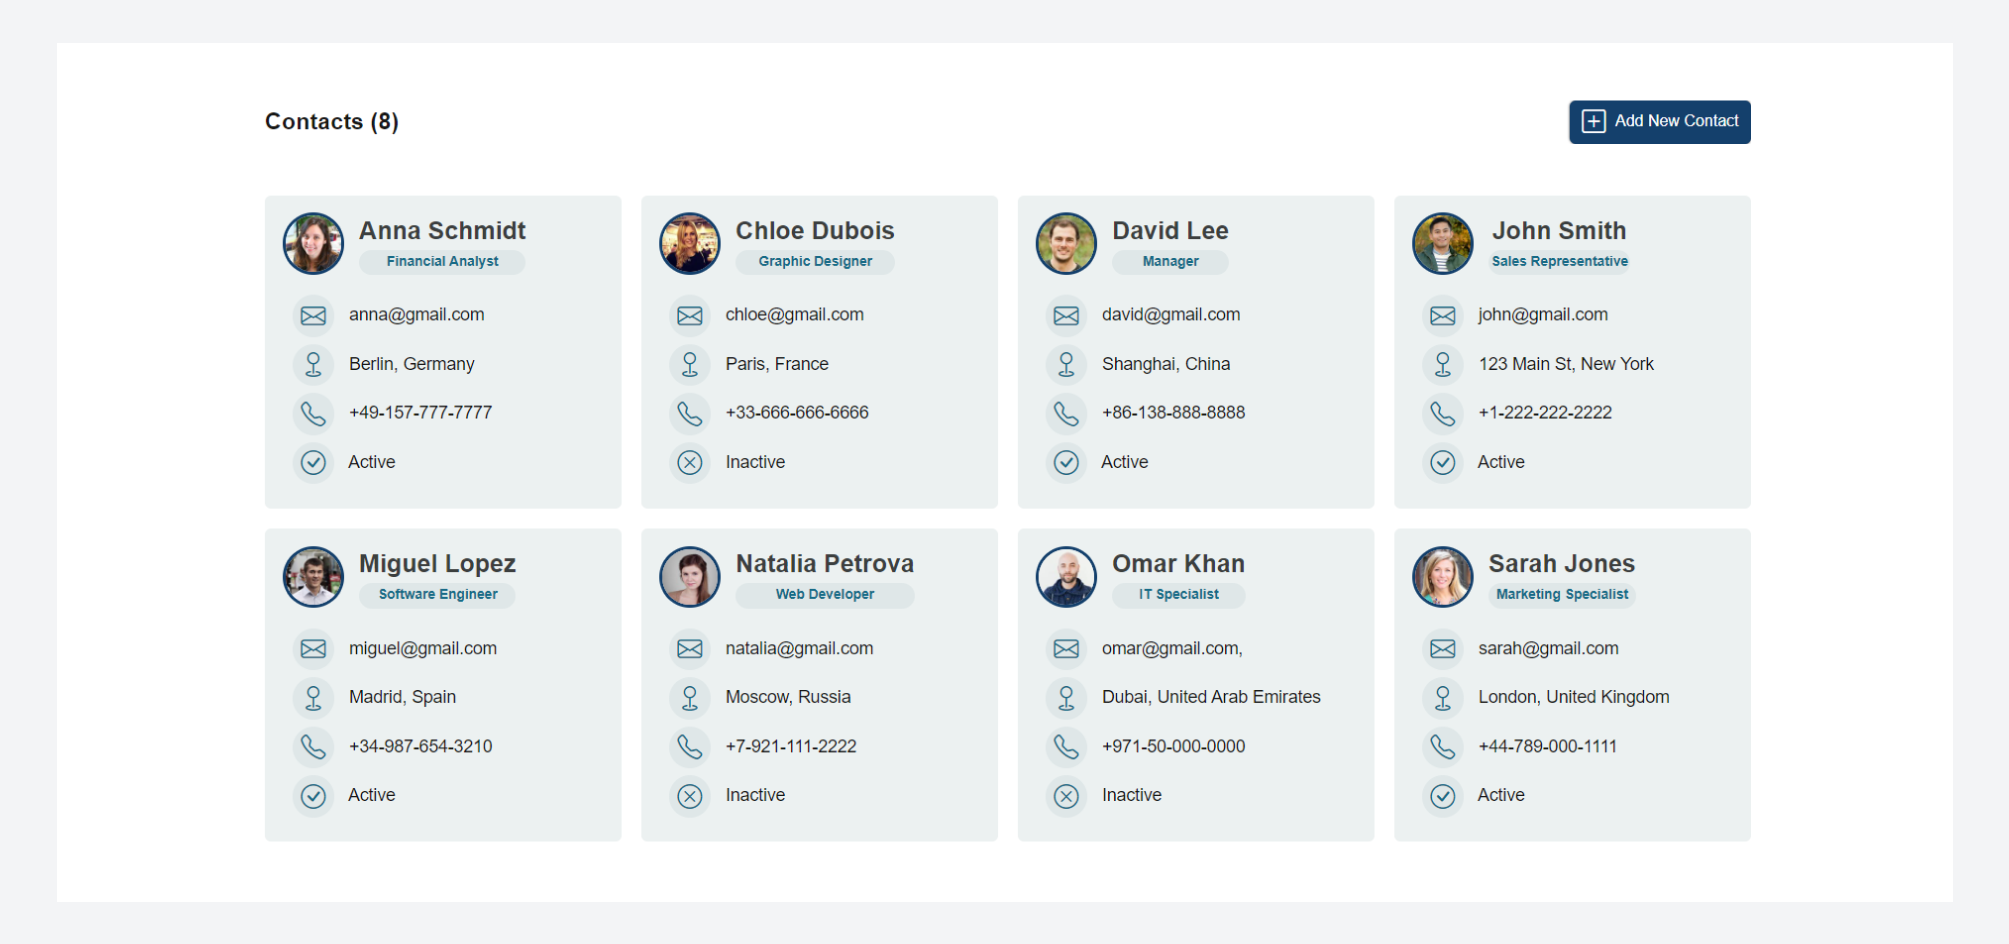 Contacts (8)
Add New Contact
Anna Schmidt
Financial Analyst
anna@gmail.com
Berlin, Germany
+49-157-777-7777
Active
Chloe Dubois
Graphic Designer
chloe@gmail.com
Paris, France
+33-666-666-6666
Inactive
David Lee
Manager
david@gmail.com
Shanghai, China
+86-138-888-8888
Active
John Smith
Sales Representative
john@gmail.com
123 Main St, New York
+1-222-222-2222
Active
Miguel Lopez
Software Engineer
miguel@gmail.com
Madrid, Spain
+34-987-654-3210
Active
Natalia Petrova
Web Developer
natalia@gmail.com
Moscow, Russia
+7-921-111-2222
Inactive
Omar Khan
IT Specialist
omar@gmail.com,
Dubai, United Arab Emirates
+971-50-000-0000
Inactive
Sarah Jones
Marketing Specialist
sarah@gmail.com
London, United Kingdom
+44-789-000-1111
Active